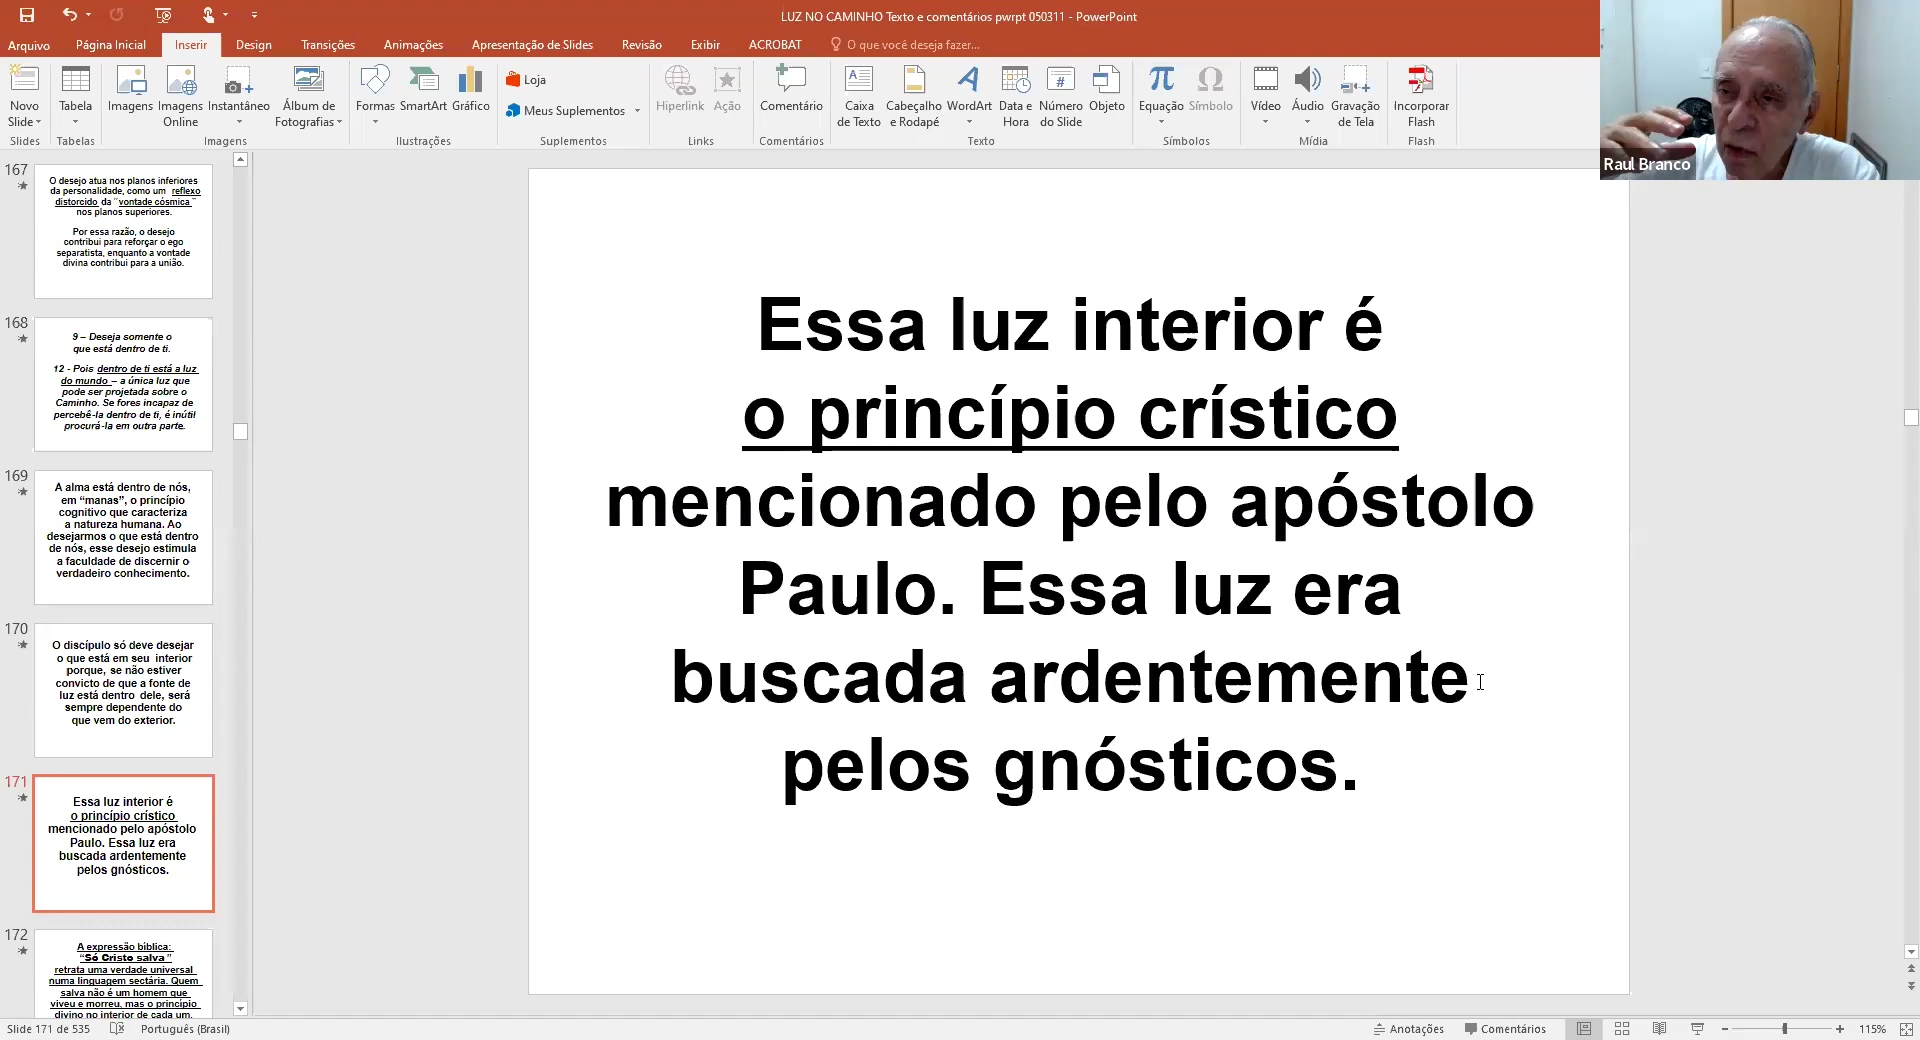 LUZ NO CAMINHO Texto e comentários pwrpt 050311 - PowerPoint
Arquivo Página Inicial Inserir Design Transições Animações Apresentação de Slides Revisão Exibir ACROBAT O que você deseja fazer...
Novo Slide
Tabela
Imagens
Imagens Online
Instantâneo
Álbum de Fotografias
Formas
SmartArt
Gráfico
Loja
Meus Suplementos
Hiperlink
Ação
Comentário
Caixa de Texto
Cabeçalho e Rodapé
WordArt
Data e Hora
Número do Slide
Objeto
Equação
Símbolo
Vídeo
Áudio
Gravação de Tela
Incorporar Flash
Slides Tabelas Imagens Ilustrações Suplementos Links Comentários Texto Símbolos Mídia Flash
Raul Branco
167
O desejo atua nos planos inferiores
da personalidade, como um reflexo
distorcido da "vontade cósmica"
nos planos superiores.
Por essa razão, o desejo
contribui para reforçar o ego
separatista, enquanto a vontade
divina contribui para a união.
168
9 – Deseja somente o
que está dentro de ti.
12 - Pois dentro de ti está a luz
do mundo – a única luz que
pode ser projetada sobre o
Caminho. Se fores incapaz de
percebê-la dentro de ti, é inútil
procurá-la em outra parte.
169
A alma está dentro de nós,
em “manas”, o princípio
cognitivo que caracteriza
a natureza humana. Ao
desejarmos o que está dentro
de nós, esse desejo estimula
a faculdade de discernir o
verdadeiro conhecimento.
170
O discípulo só deve desejar
o que está em seu interior
porque, se não estiver
convicto de que a fonte de
luz está dentro dele, será
sempre dependente do
que vem do exterior.
171
Essa luz interior é
o princípio crístico
mencionado pelo apóstolo
Paulo. Essa luz era
buscada ardentemente
pelos gnósticos.
172
A expressão bíblica:
“Só Cristo salva”
retrata uma verdade universal
numa linguagem sectária. Quem
salva não é um homem que
viveu e morreu, mas o princípio
divino no interior de cada um.
Essa luz interior é
o princípio crístico
mencionado pelo apóstolo
Paulo. Essa luz era
buscada ardentemente
pelos gnósticos.
Slide 171 de 535 Português (Brasil) Anotações Comentários 115%